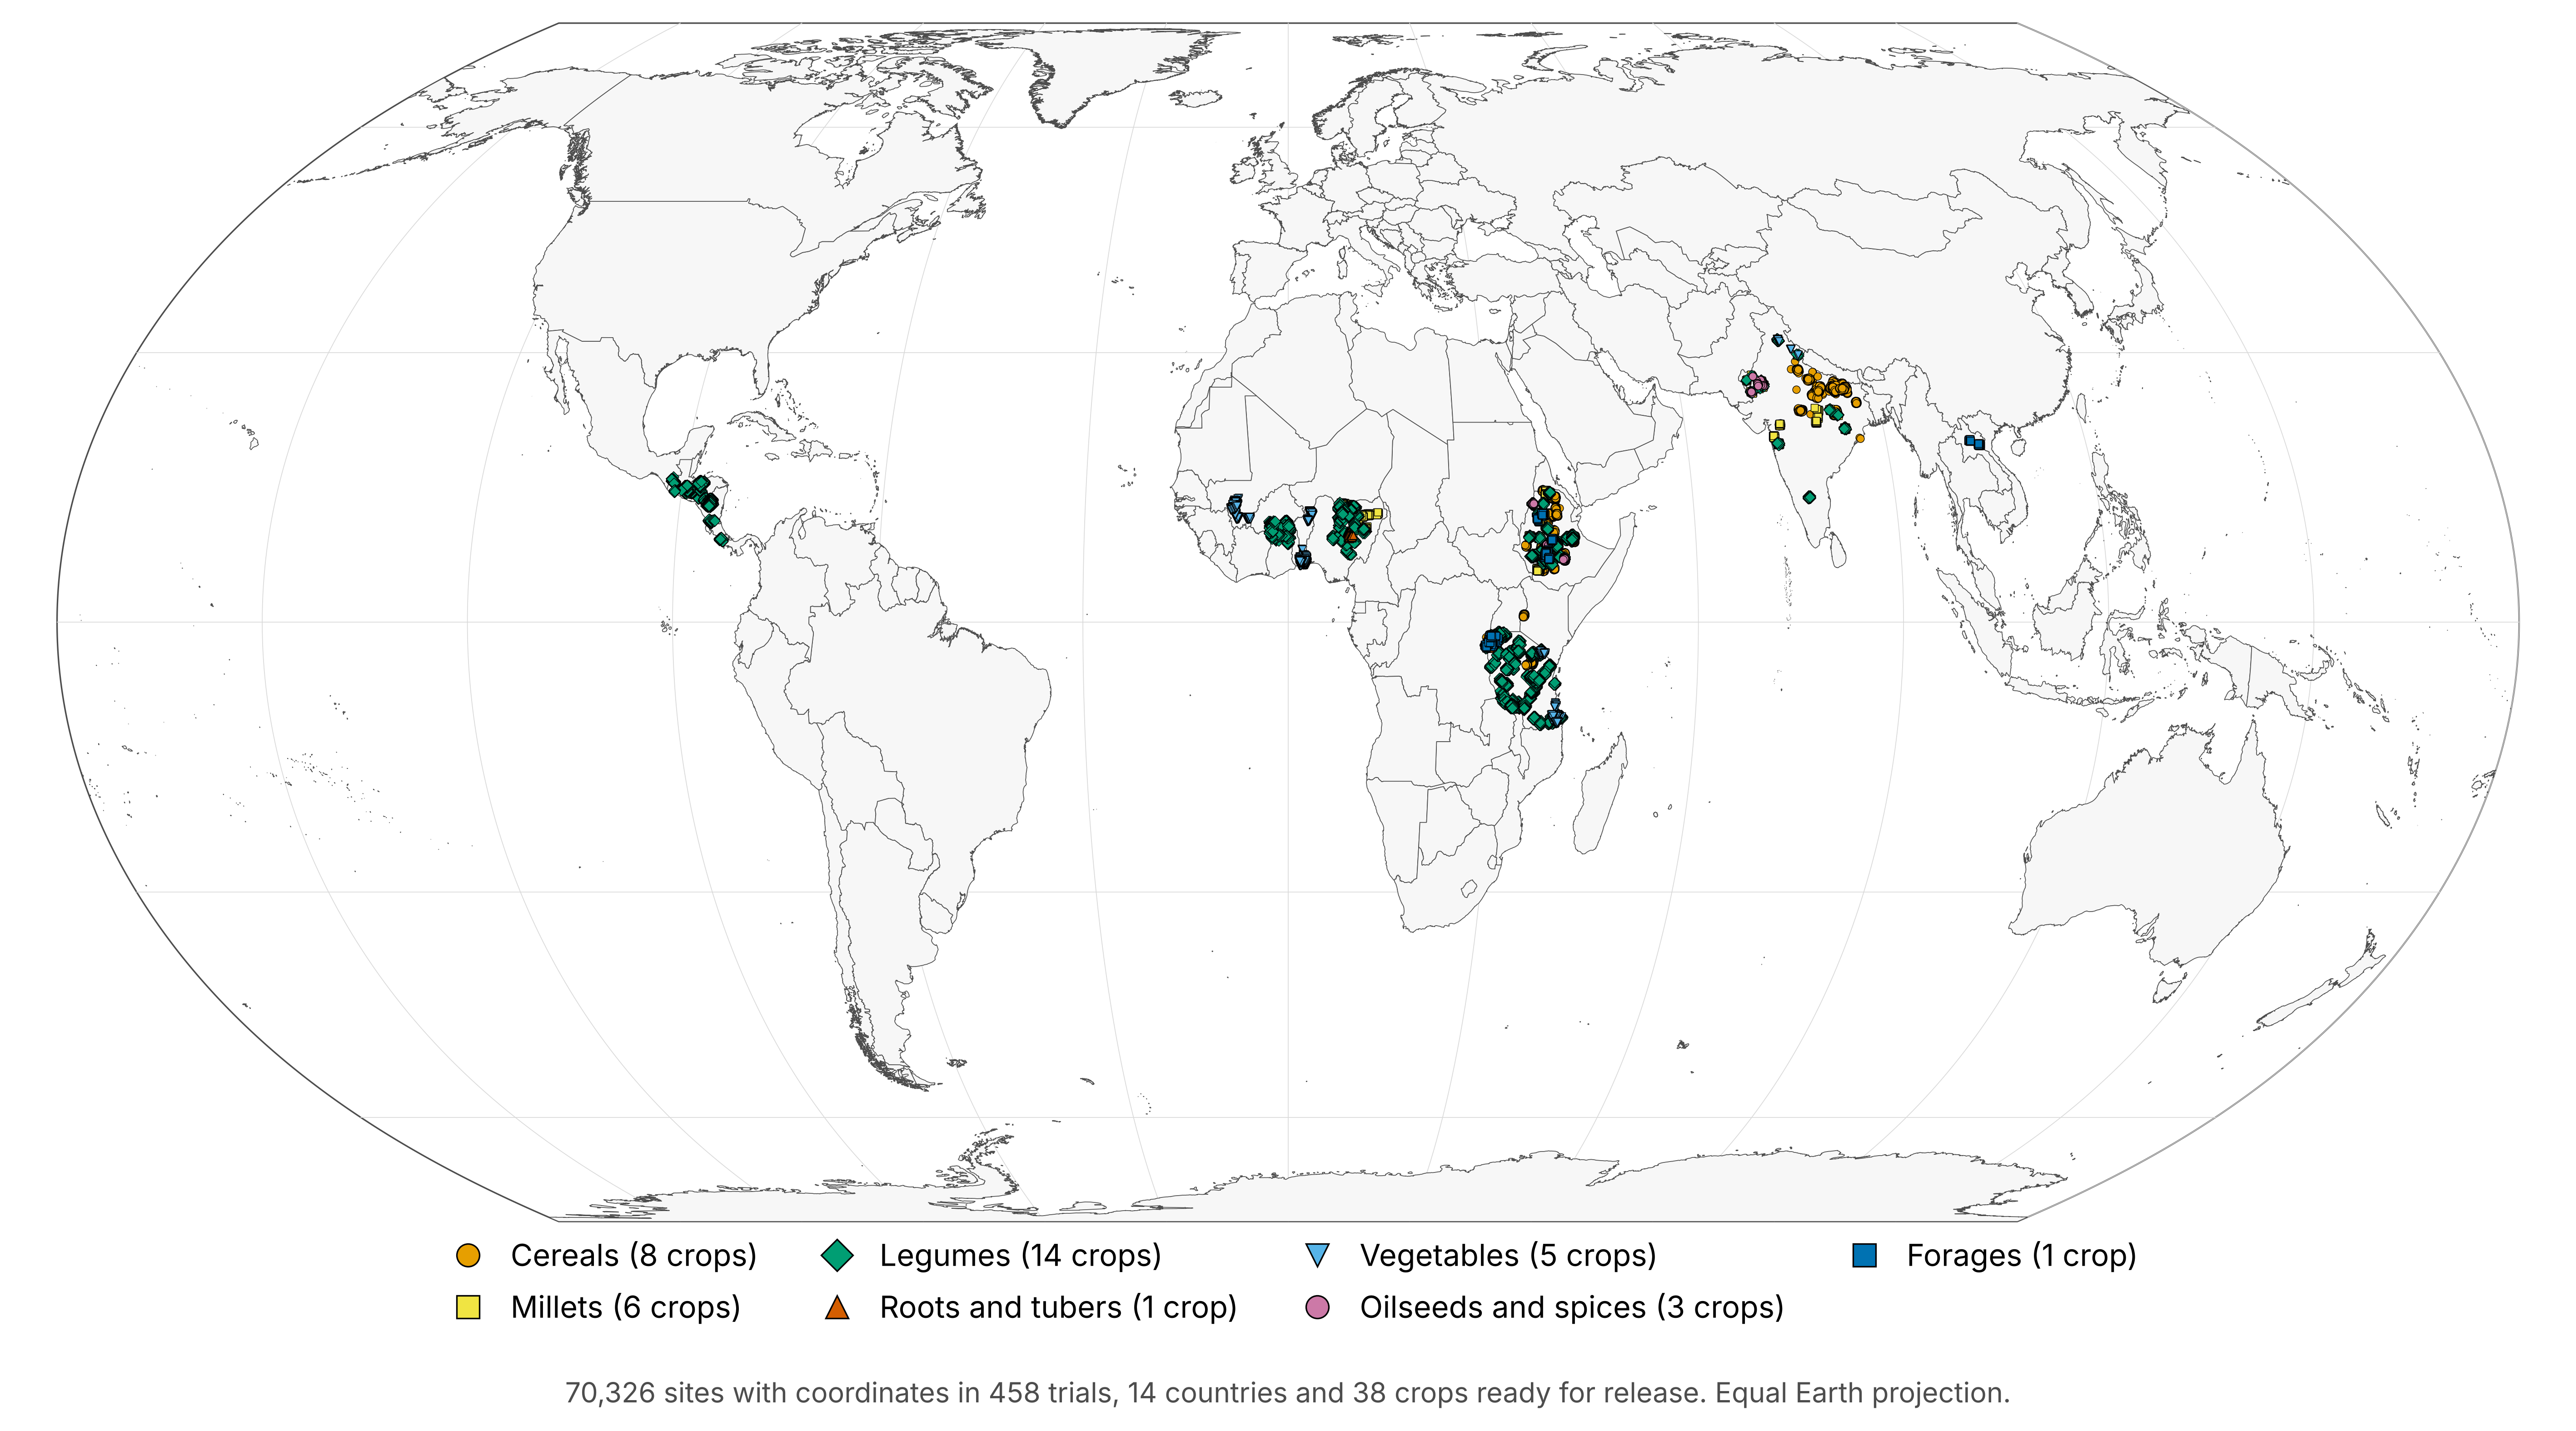 Cereals (8 crops)
Legumes (14 crops)
Vegetables (5 crops)
Forages (1 crop)
Millets (6 crops)
Roots and tubers (1 crop)
Oilseeds and spices (3 crops)
70,326 sites with coordinates in 458 trials, 14 countries and 38 crops ready for release. Equal Earth projection.